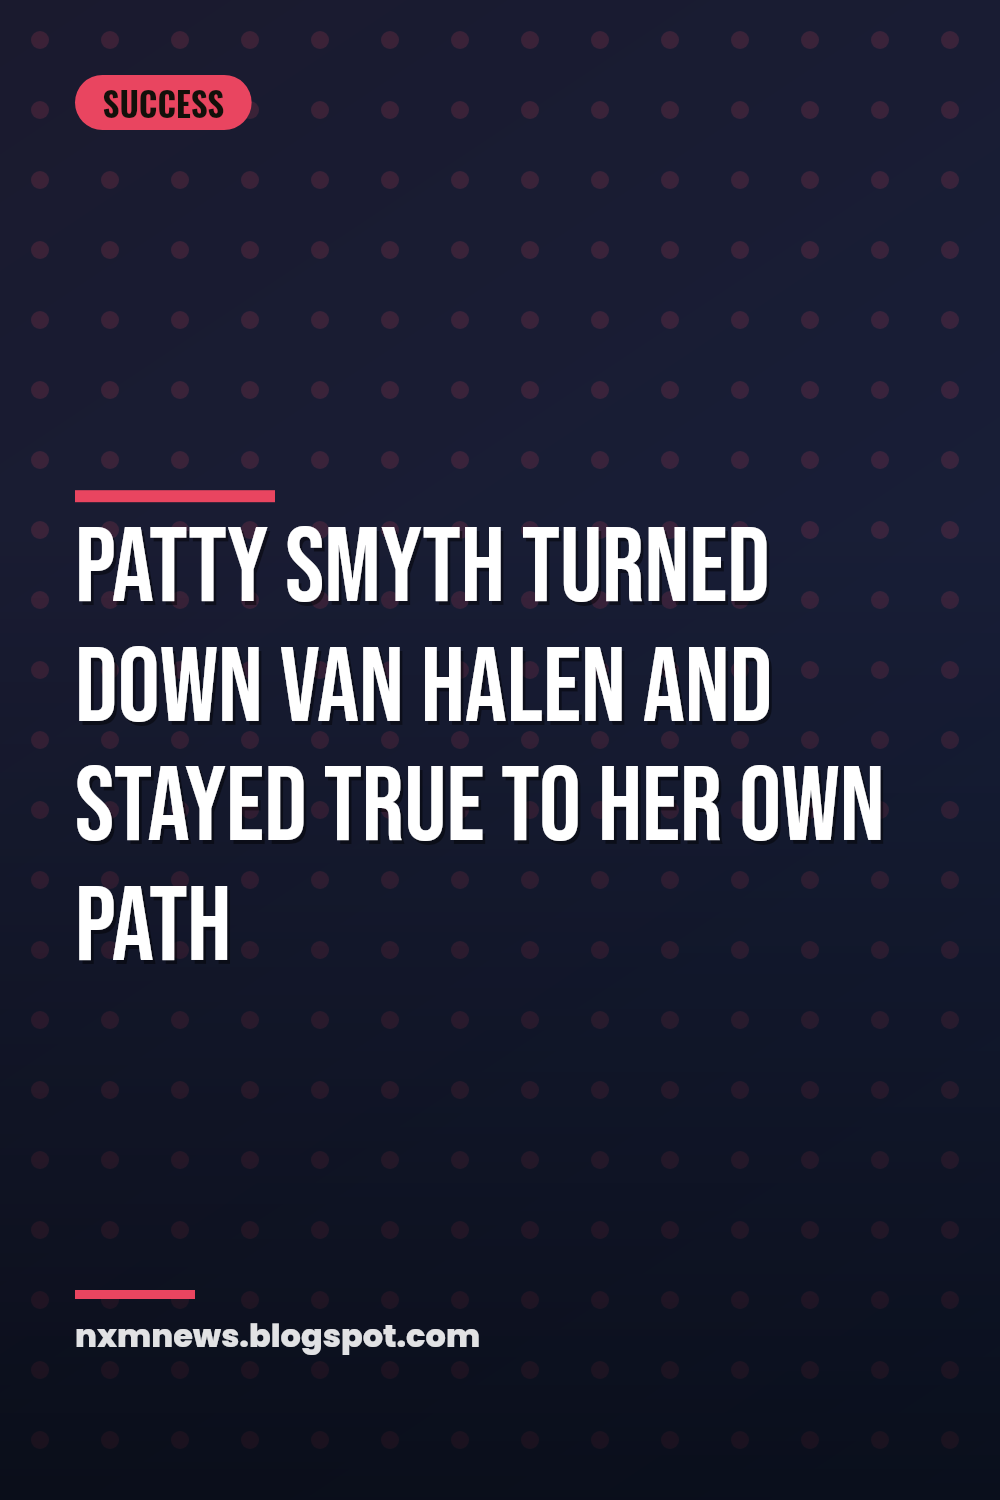 SUCCESS
PATTY SMYTH TURNED
DOWN VAN HALEN AND
STAYED TRUE TO HER OWN
PATH
nxmnews.blogspot.com